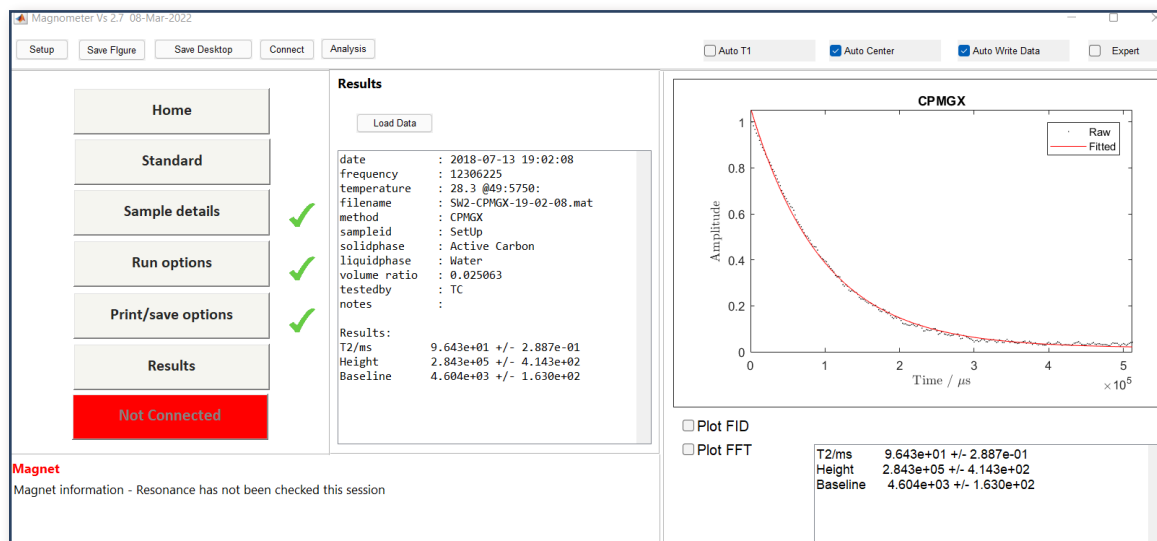 Magnometer Vs 2.7 08-Mar-2022
Setup Save FIgure Save Desktop Connect Analysis Auto T1 Auto Center Auto Write Data Expert
Home
Standard
Sample details
Run options
Print/save options
Results
Not Connected
Results
Load Data
date : 2018-07-13 19:02:08
frequency : 12306225
temperature : 28.3 @49:5750:
filename : SW2-CPMGX-19-02-08.mat
method : CPMGX
sampleid : SetUp
solidphase : Active Carbon
liquidphase : Water
volume ratio : 0.025063
testedby : TC
notes :
Results:
T2/ms 9.643e+01 +/- 2.887e-01
Height 2.843e+05 +/- 4.143e+02
Baseline 4.604e+03 +/- 1.630e+02
CPMGX
Raw
Fitted
Amplitude
1
0.8
0.6
0.4
0.2
0
0 1 2 3 4 5
Time / μs
× 10⁵
Plot FID
Plot FFT
T2/ms 9.643e+01 +/- 2.887e-01
Height 2.843e+05 +/- 4.143e+02
Baseline 4.604e+03 +/- 1.630e+02
Magnet
Magnet information - Resonance has not been checked this session